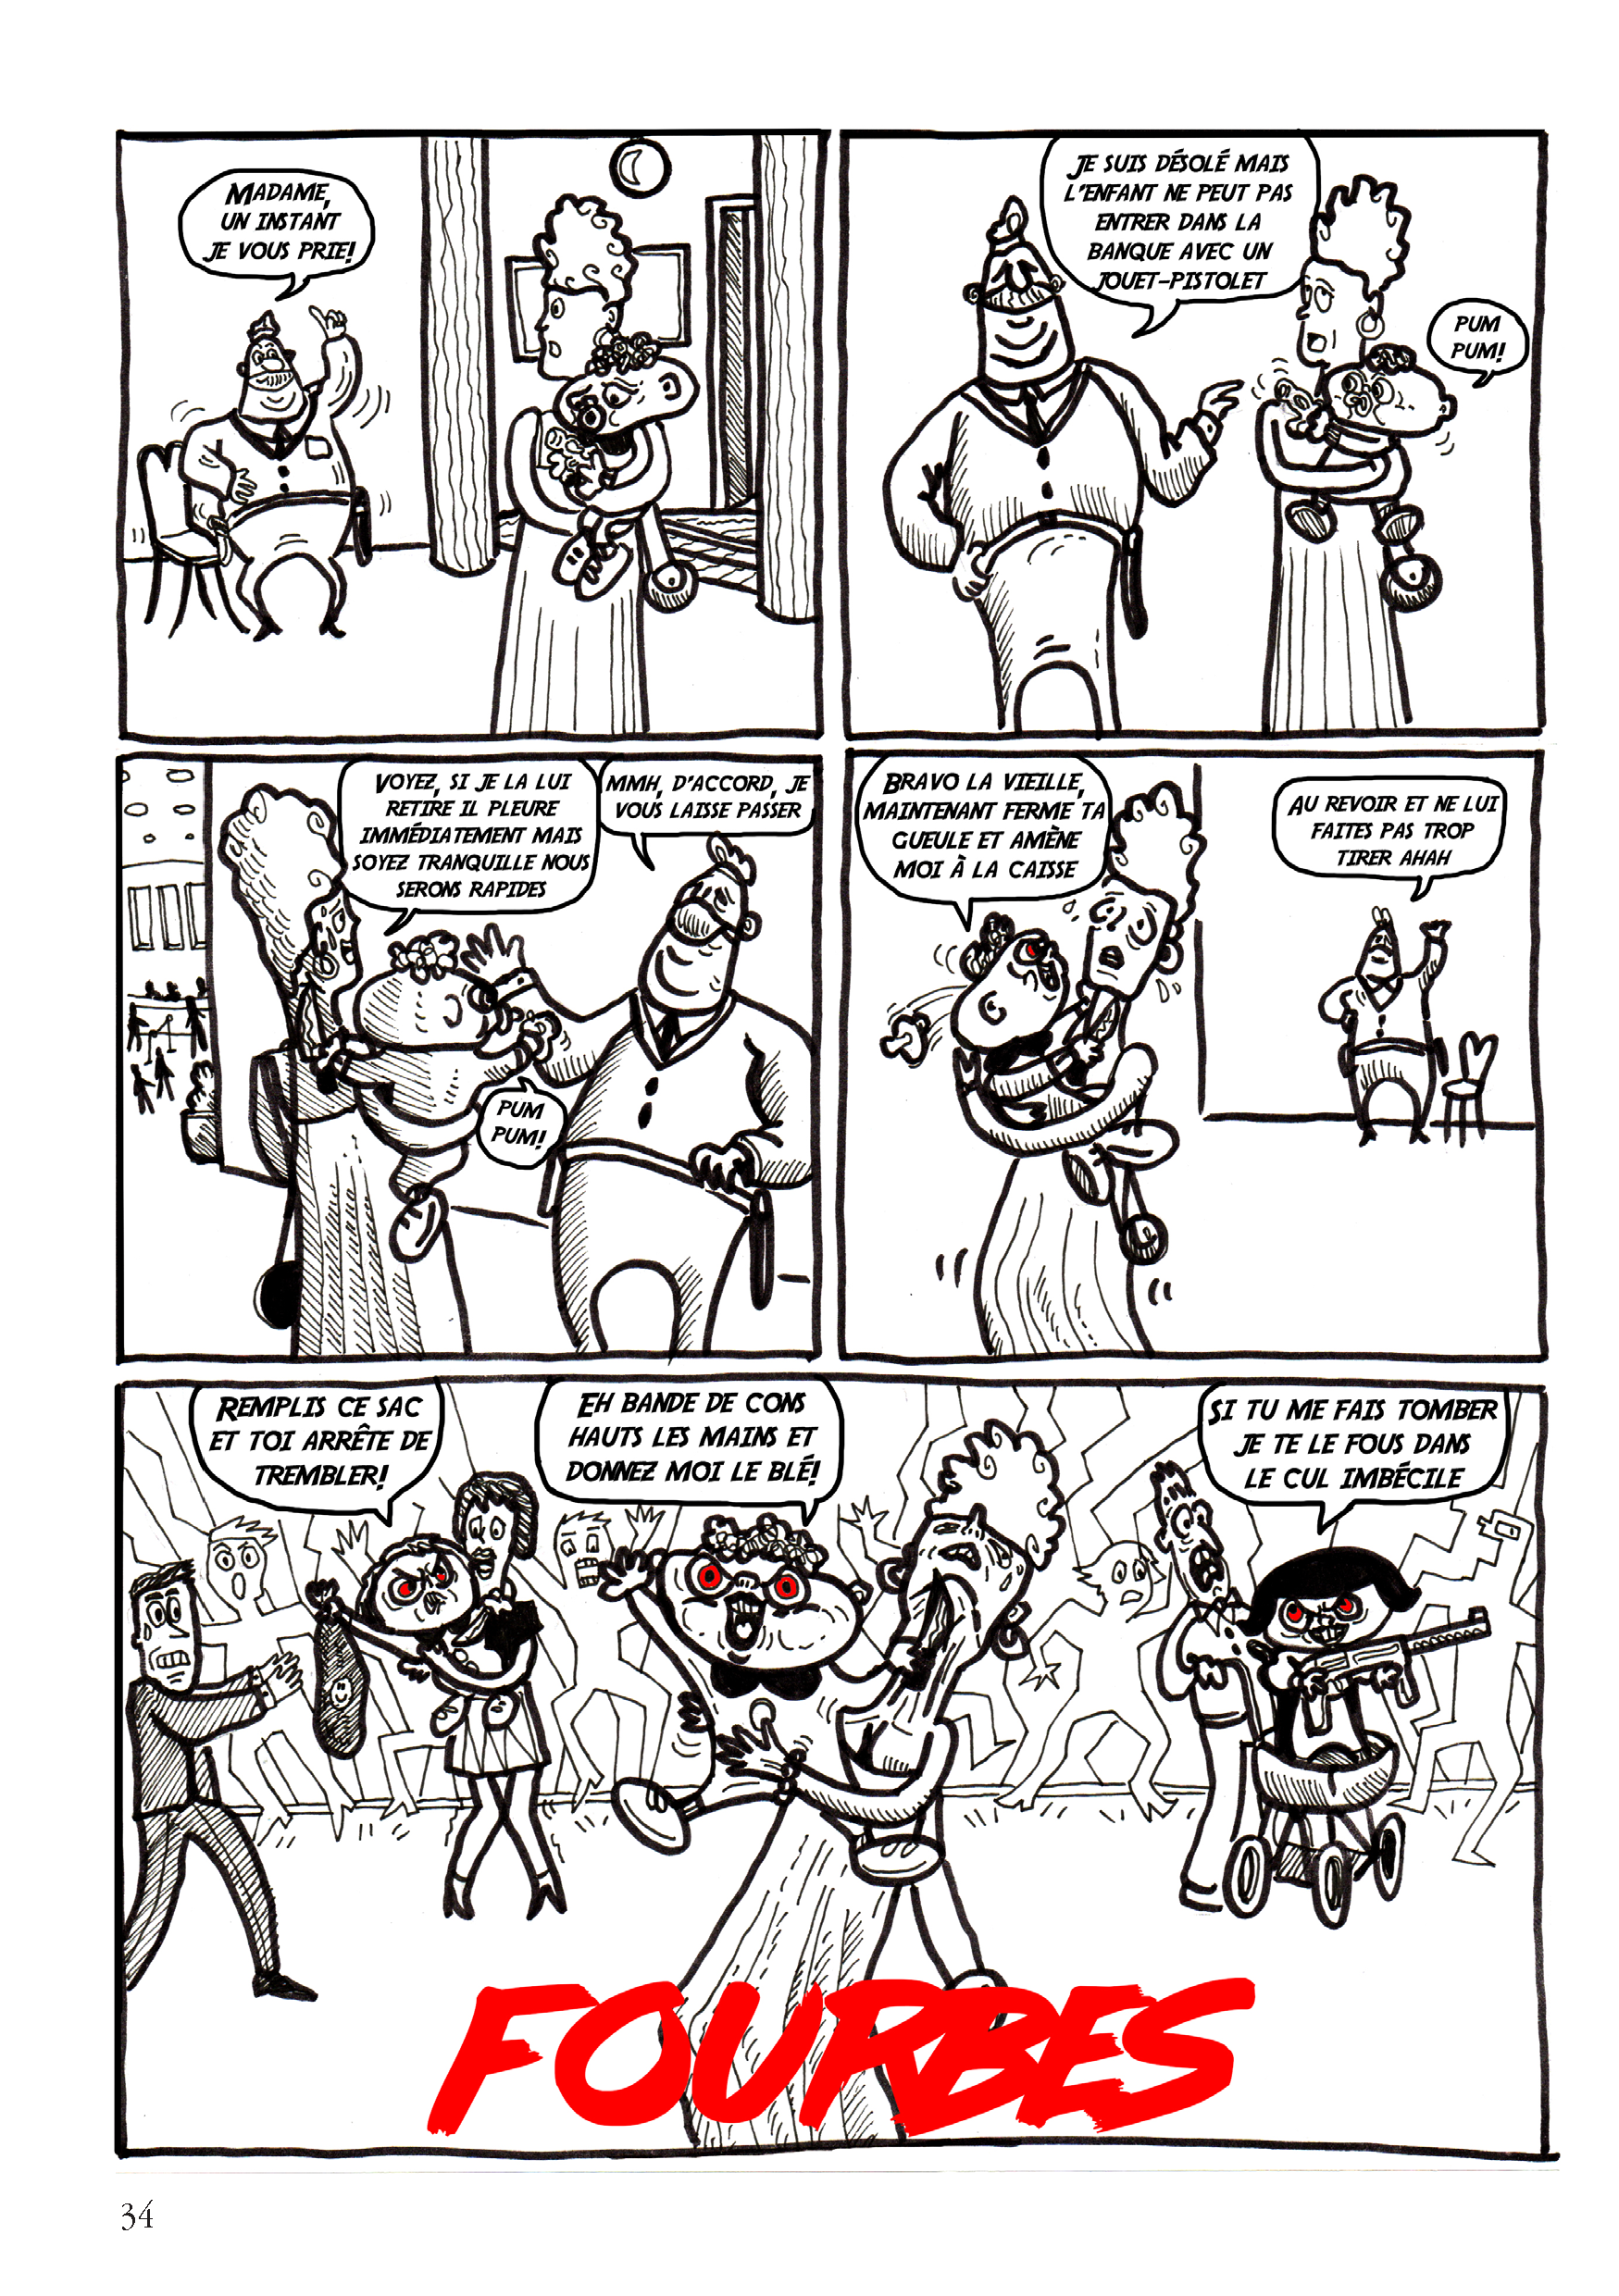 MADAME,
UN INSTANT
JE VOUS PRIE!
JE SUIS DÉSOLÉ MAIS
L'ENFANT NE PEUT PAS
ENTRER DANS LA
BANQUE AVEC UN
JOUET-PISTOLET
PUM
PUM!
VOYEZ, SI JE LA LUI
RETIRE IL PLEURE
IMMÉDIATEMENT MAIS
SOYEZ TRANQUILLE NOUS
SERONS RAPIDES
MMH, D'ACCORD, JE
VOUS LAISSE PASSER
PUM
PUM!
BRAVO LA VIEILLE,
MAINTENANT FERME TA
GUEULE ET AMÈNE
MOI À LA CAISSE
AU REVOIR ET NE LUI
FAITES PAS TROP
TIRER AHAH
REMPLIS CE SAC
ET TOI ARRÊTE DE
TREMBLER!
EH BANDE DE CONS
HAUTS LES MAINS ET
DONNEZ MOI LE BLÉ!
SI TU ME FAIS TOMBER
JE TE LE FOUS DANS
LE CUL IMBÉCILE
FOURBES
34